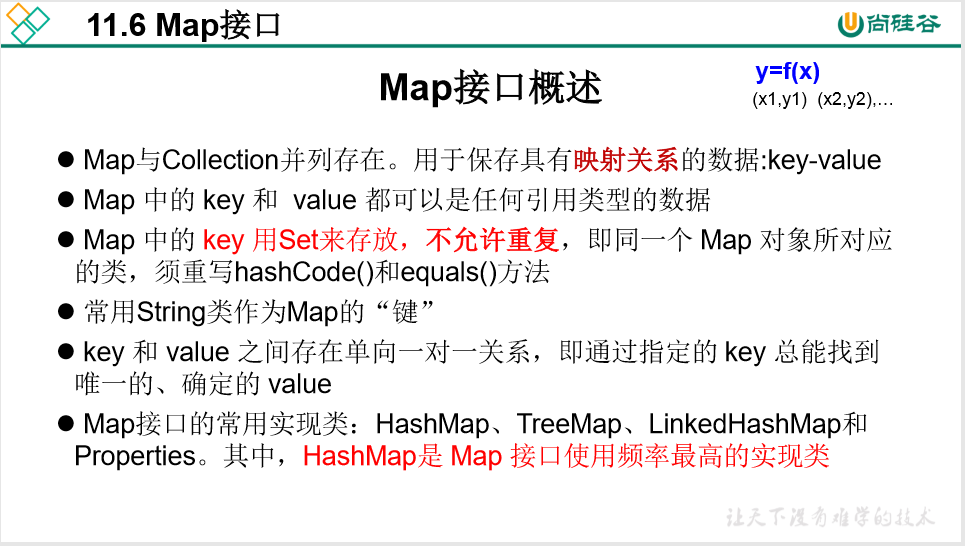 11.6 Map接口
尚硅谷
Map接口概述
y=f(x)
(x1,y1) (x2,y2),…
● Map与Collection并列存在。用于保存具有映射关系的数据:key-value
● Map 中的 key 和 value 都可以是任何引用类型的数据
● Map 中的 key 用Set来存放，不允许重复，即同一个 Map 对象所对应
的类，须重写hashCode()和equals()方法
● 常用String类作为Map的“键”
● key 和 value 之间存在单向一对一关系，即通过指定的 key 总能找到
唯一的、确定的 value
● Map接口的常用实现类：HashMap、TreeMap、LinkedHashMap和
Properties。其中，HashMap是 Map 接口使用频率最高的实现类
让天下没有难学的技术